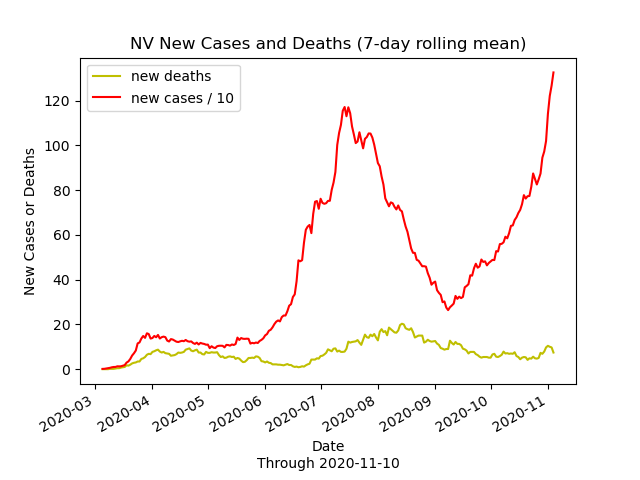 NV New Cases and Deaths (7-day rolling mean)
new deaths
new cases / 10
New Cases or Deaths
120
100
80
60
40
20
0
2020-03
2020-04
2020-05
2020-06
2020-07
2020-08
2020-09
2020-10
2020-11
Date
Through 2020-11-10